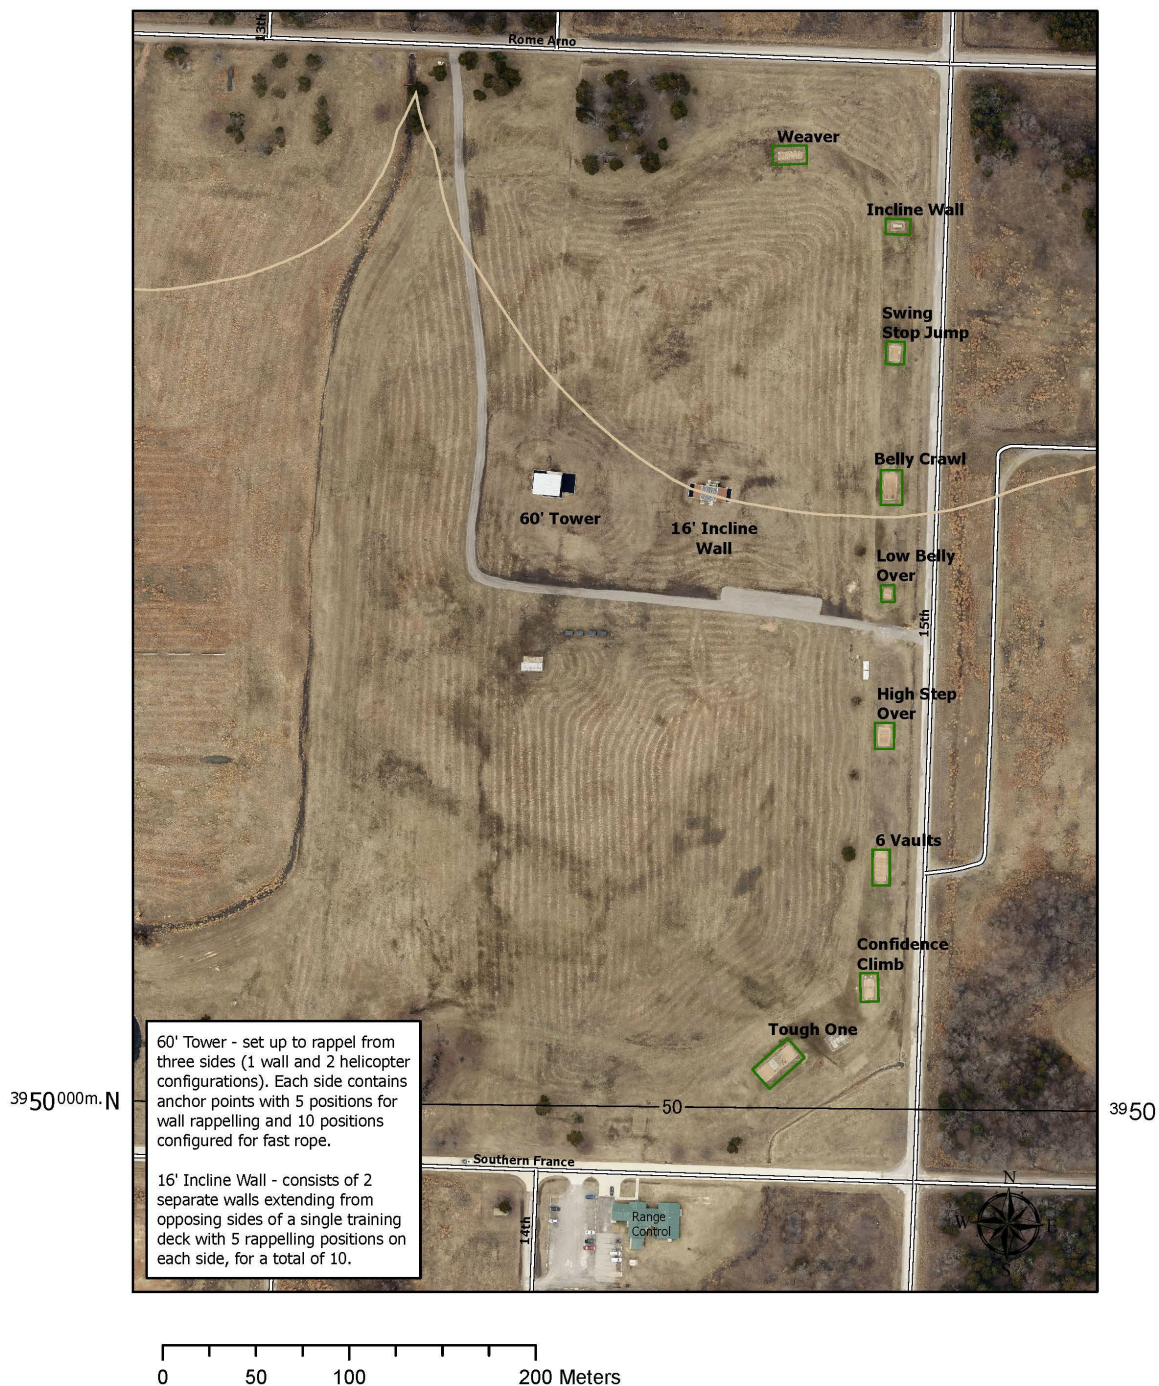 13th
Rome Arno
Weaver
Incline Wall
Swing
Stop Jump
Belly Crawl
60' Tower
16' Incline
Wall
Low Belly
Over
15th
High Step
Over
6 Vaults
Confidence
Climb
Tough One
60' Tower - set up to rappel from
three sides (1 wall and 2 helicopter
configurations). Each side contains
anchor points with 5 positions for
wall rappelling and 10 positions
configured for fast rope.
16' Incline Wall - consists of 2
separate walls extending from
opposing sides of a single training
deck with 5 rappelling positions on
each side, for a total of 10.
3950000m. N
50
3950
Southern France
14th
Range
Control
N
W
E
S
0 50 100 200 Meters